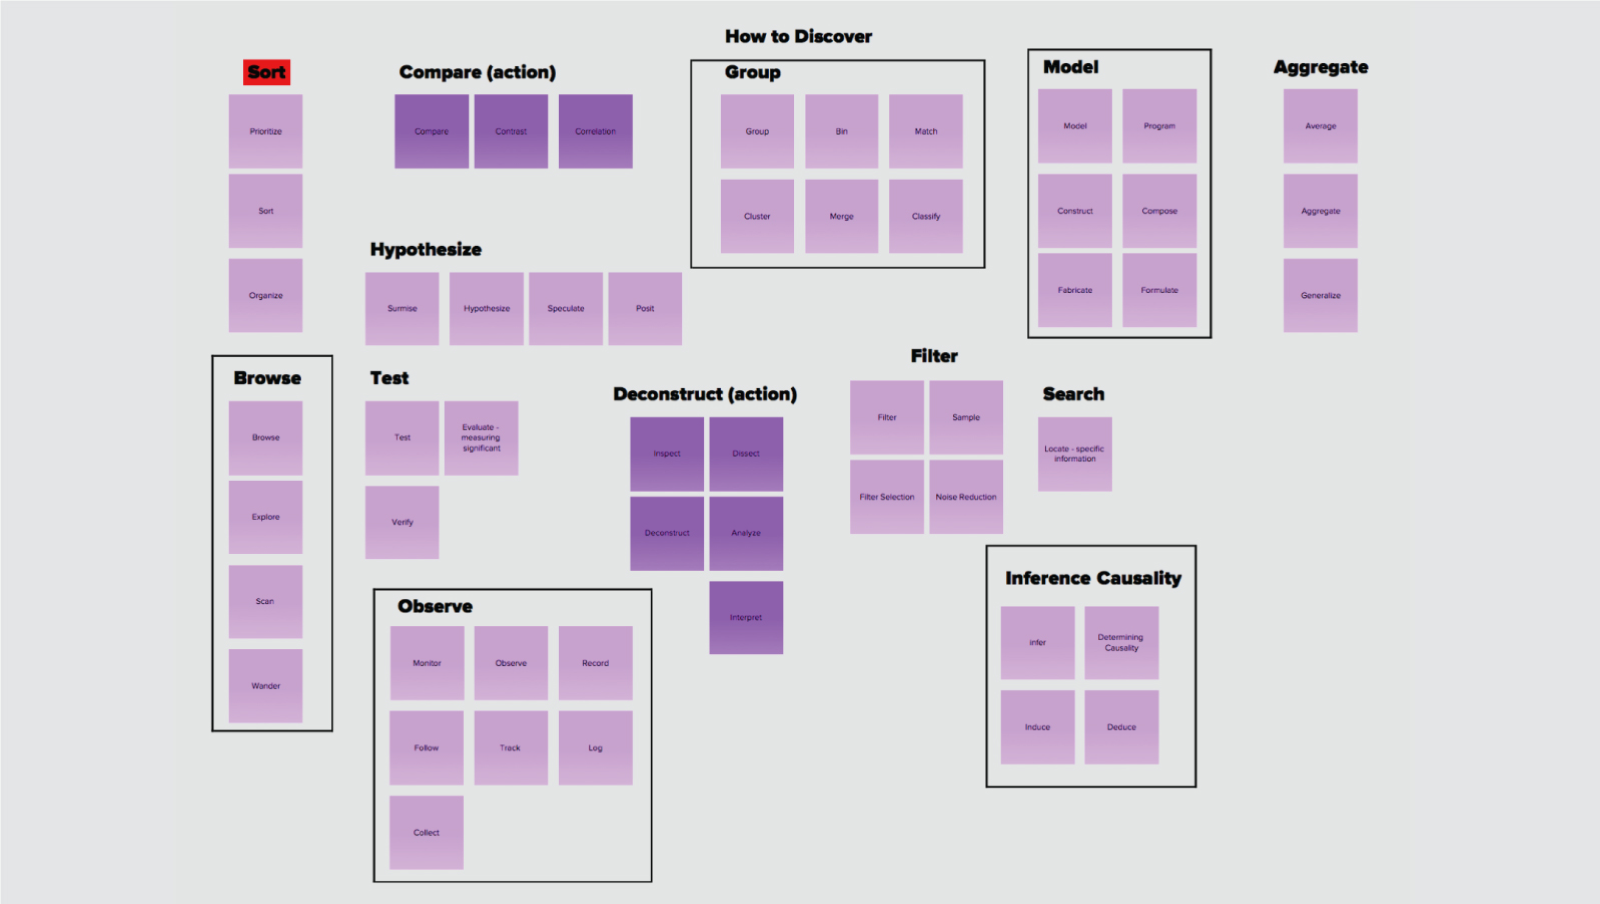 How to Discover
Sort
Prioritize
Sort
Organize
Compare (action)
Compare
Contrast
Correlation
Group
Group
Bin
Match
Cluster
Merge
Classify
Model
Model
Program
Construct
Compose
Fabricate
Formulate
Aggregate
Average
Aggregate
Generalize
Hypothesize
Surmise
Hypothesize
Speculate
Posit
Browse
Browse
Explore
Scan
Wander
Test
Test
Evaluate -
measuring
significant
Verify
Deconstruct (action)
Inspect
Dissect
Deconstruct
Analyze
Interpret
Filter
Filter
Sample
Filter Selection
Noise Reduction
Search
Locate - specific
information
Observe
Monitor
Observe
Record
Follow
Track
Log
Collect
Inference Causality
Infer
Determining
Causality
Induce
Deduce